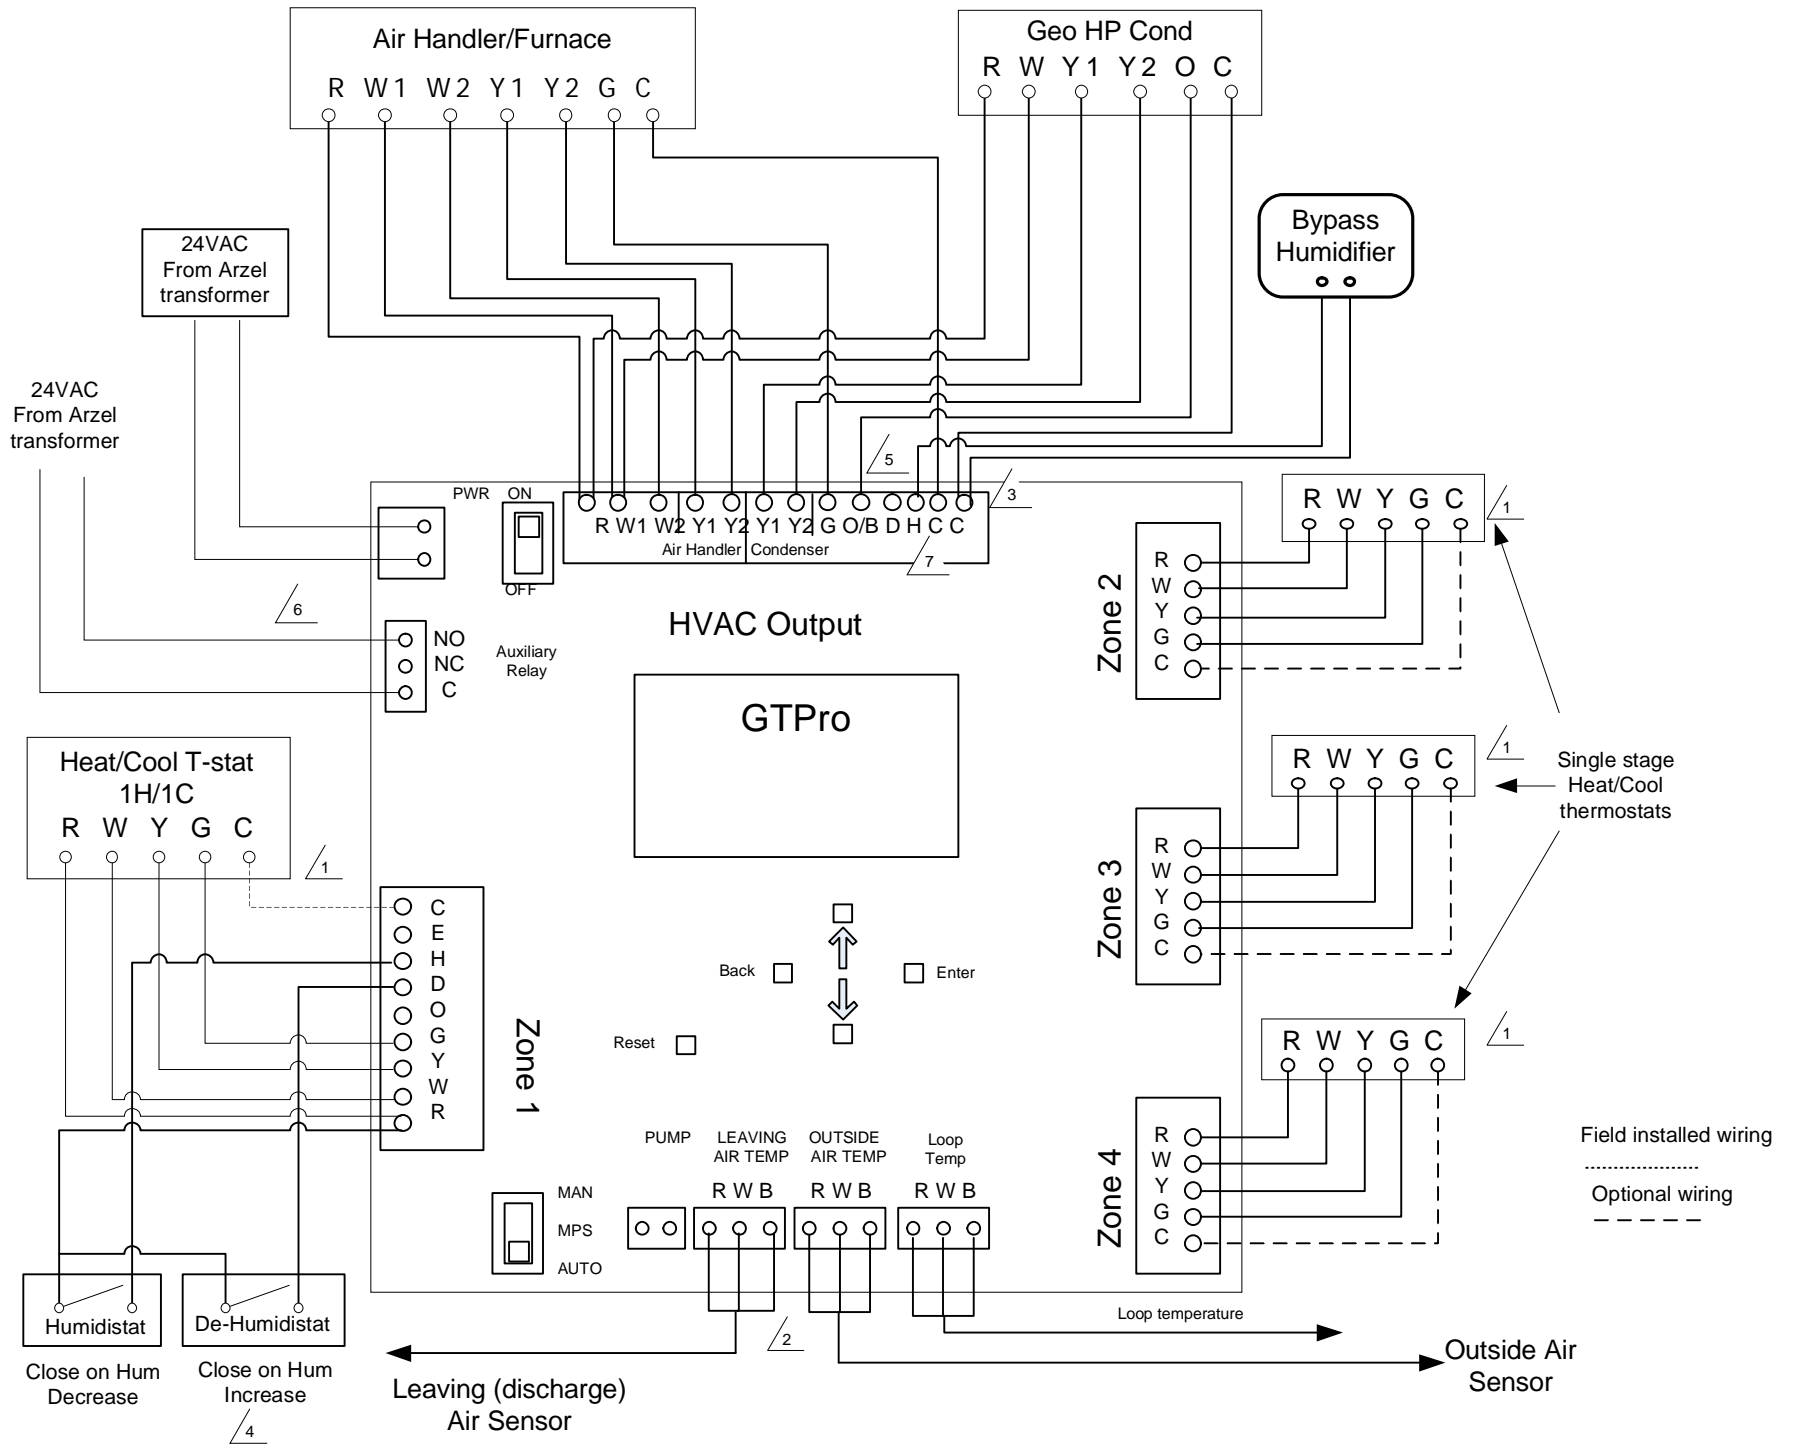 Air Handler/Furnace
R W1 W2 Y1 Y2 G C
Geo HP Cond
R W Y1 Y2 O C
Bypass
Humidifier
24VAC
From Arzel
transformer
24VAC
From Arzel
transformer
PWR ON
OFF
5
3
R W1 W2 Y1 Y2 Y1 Y2 G O/B D H C C
Air Handler Condenser
7
6
NO
NC
C
Auxiliary
Relay
HVAC Output
GTPro
R W Y G C
1
Zone 2
R
W
Y
G
C
R W Y G C
1
Zone 3
R
W
Y
G
C
Single stage
Heat/Cool
thermostats
R W Y G C
1
Zone 4
R
W
Y
G
C
Heat/Cool T-stat
1H/1C
R W Y G C
1
C
E
H
D
O
G
Y
W
R
Zone 1
Back
Enter
Reset
PUMP
LEAVING
AIR TEMP
R W B
OUTSIDE
AIR TEMP
R W B
Loop
Temp
R W B
MAN
MPS
AUTO
Field installed wiring
Optional wiring
Humidistat
De-Humidistat
Close on Hum
Decrease
Close on Hum
Increase
4
2
Loop temperature
Leaving (discharge)
Air Sensor
Outside Air
Sensor